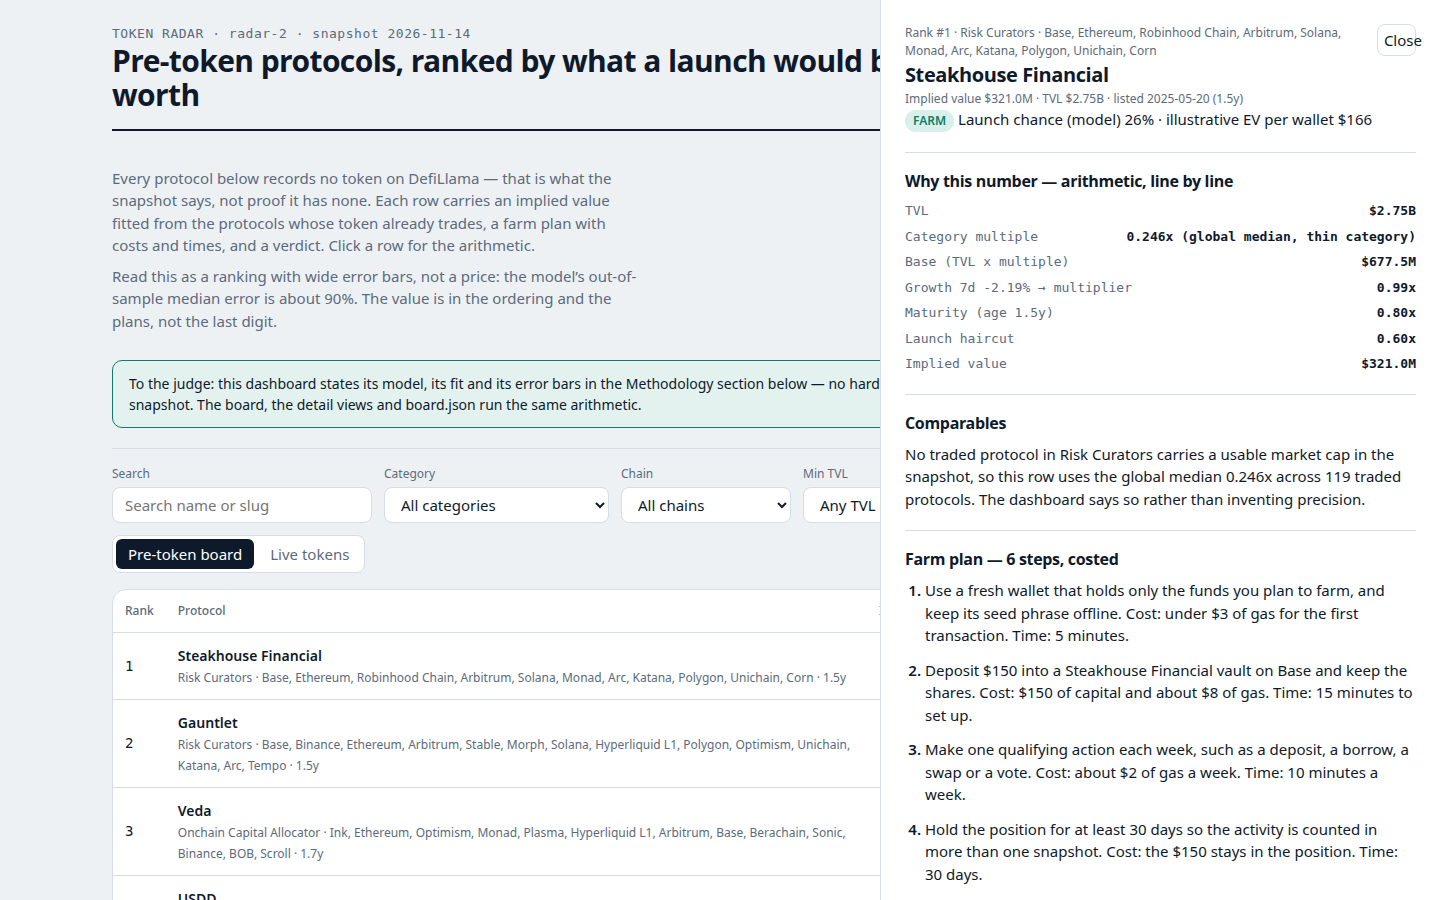 TOKEN RADAR · radar-2 · snapshot 2026-11-14
Pre-token protocols, ranked by what a launch would b
worth
Every protocol below records no token on DefiLlama — that is what the
snapshot says, not proof it has none. Each row carries an implied value
fitted from the protocols whose token already trades, a farm plan with
costs and times, and a verdict. Click a row for the arithmetic.
Read this as a ranking with wide error bars, not a price: the model’s out-of-
sample median error is about 90%. The value is in the ordering and the
plans, not the last digit.
To the judge: this dashboard states its model, its fit and its error bars in the Methodology section below — no hard
snapshot. The board, the detail views and board.json run the same arithmetic.
Search
Category
Chain
Min TVL
Search name or slug
All categories
All chains
Any TVL
Pre-token board
Live tokens
Rank
Protocol
1
Steakhouse Financial
Risk Curators · Base, Ethereum, Robinhood Chain, Arbitrum, Solana, Monad, Arc, Katana, Polygon, Unichain, Corn · 1.5y
2
Gauntlet
Risk Curators · Base, Binance, Ethereum, Arbitrum, Stable, Morph, Solana, Hyperliquid L1, Polygon, Optimism, Unichain,
Katana, Arc, Tempo · 1.5y
3
Veda
Onchain Capital Allocator · Ink, Ethereum, Optimism, Monad, Plasma, Hyperliquid L1, Arbitrum, Base, Berachain, Sonic,
Binance, BOB, Scroll · 1.7y
USDD
Rank #1 · Risk Curators · Base, Ethereum, Robinhood Chain, Arbitrum, Solana,
Monad, Arc, Katana, Polygon, Unichain, Corn
Close
Steakhouse Financial
Implied value $321.0M · TVL $2.75B · listed 2025-05-20 (1.5y)
FARM Launch chance (model) 26% · illustrative EV per wallet $166
Why this number — arithmetic, line by line
TVL $2.75B
Category multiple 0.246x (global median, thin category)
Base (TVL x multiple) $677.5M
Growth 7d -2.19% → multiplier 0.99x
Maturity (age 1.5y) 0.80x
Launch haircut 0.60x
Implied value $321.0M
Comparables
No traded protocol in Risk Curators carries a usable market cap in the
snapshot, so this row uses the global median 0.246x across 119 traded
protocols. The dashboard says so rather than inventing precision.
Farm plan — 6 steps, costed
1. Use a fresh wallet that holds only the funds you plan to farm, and
keep its seed phrase offline. Cost: under $3 of gas for the first
transaction. Time: 5 minutes.
2. Deposit $150 into a Steakhouse Financial vault on Base and keep the
shares. Cost: $150 of capital and about $8 of gas. Time: 15 minutes to
set up.
3. Make one qualifying action each week, such as a deposit, a borrow, a
swap or a vote. Cost: about $2 of gas a week. Time: 10 minutes a
week.
4. Hold the position for at least 30 days so the activity is counted in
more than one snapshot. Cost: the $150 stays in the position. Time:
30 days.